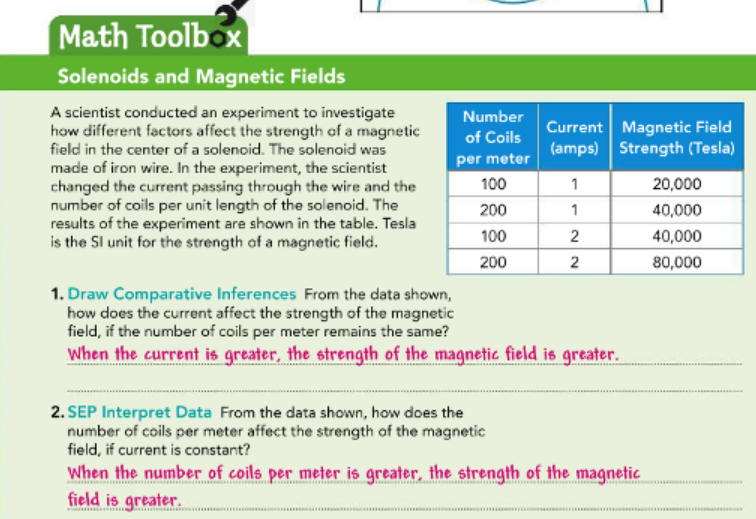 Math Toolbox
Solenoids and Magnetic Fields
A scientist conducted an experiment to investigate
how different factors affect the strength of a magnetic
field in the center of a solenoid. The solenoid was
made of iron wire. In the experiment, the scientist
changed the current passing through the wire and the
number of coils per unit length of the solenoid. The
results of the experiment are shown in the table. Tesla
is the SI unit for the strength of a magnetic field.
Number
of Coils
per meter
Current
(amps)
Magnetic Field
Strength (Tesla)
100 1 20,000
200 1 40,000
100 2 40,000
200 2 80,000
1. Draw Comparative Inferences From the data shown,
how does the current affect the strength of the magnetic
field, if the number of coils per meter remains the same?
When the current is greater, the strength of the magnetic field is greater.
2. SEP Interpret Data From the data shown, how does the
number of coils per meter affect the strength of the magnetic
field, if current is constant?
When the number of coils per meter is greater, the strength of the magnetic
field is greater.